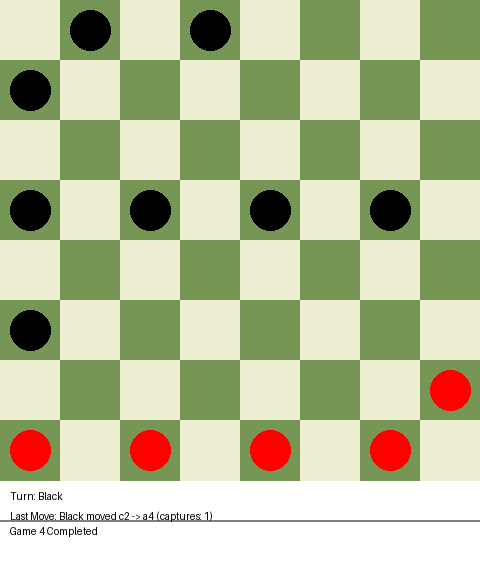 Turn: Black
Last Move: Black moved c2 -> a4 (captures: 1)
Game 4 Completed